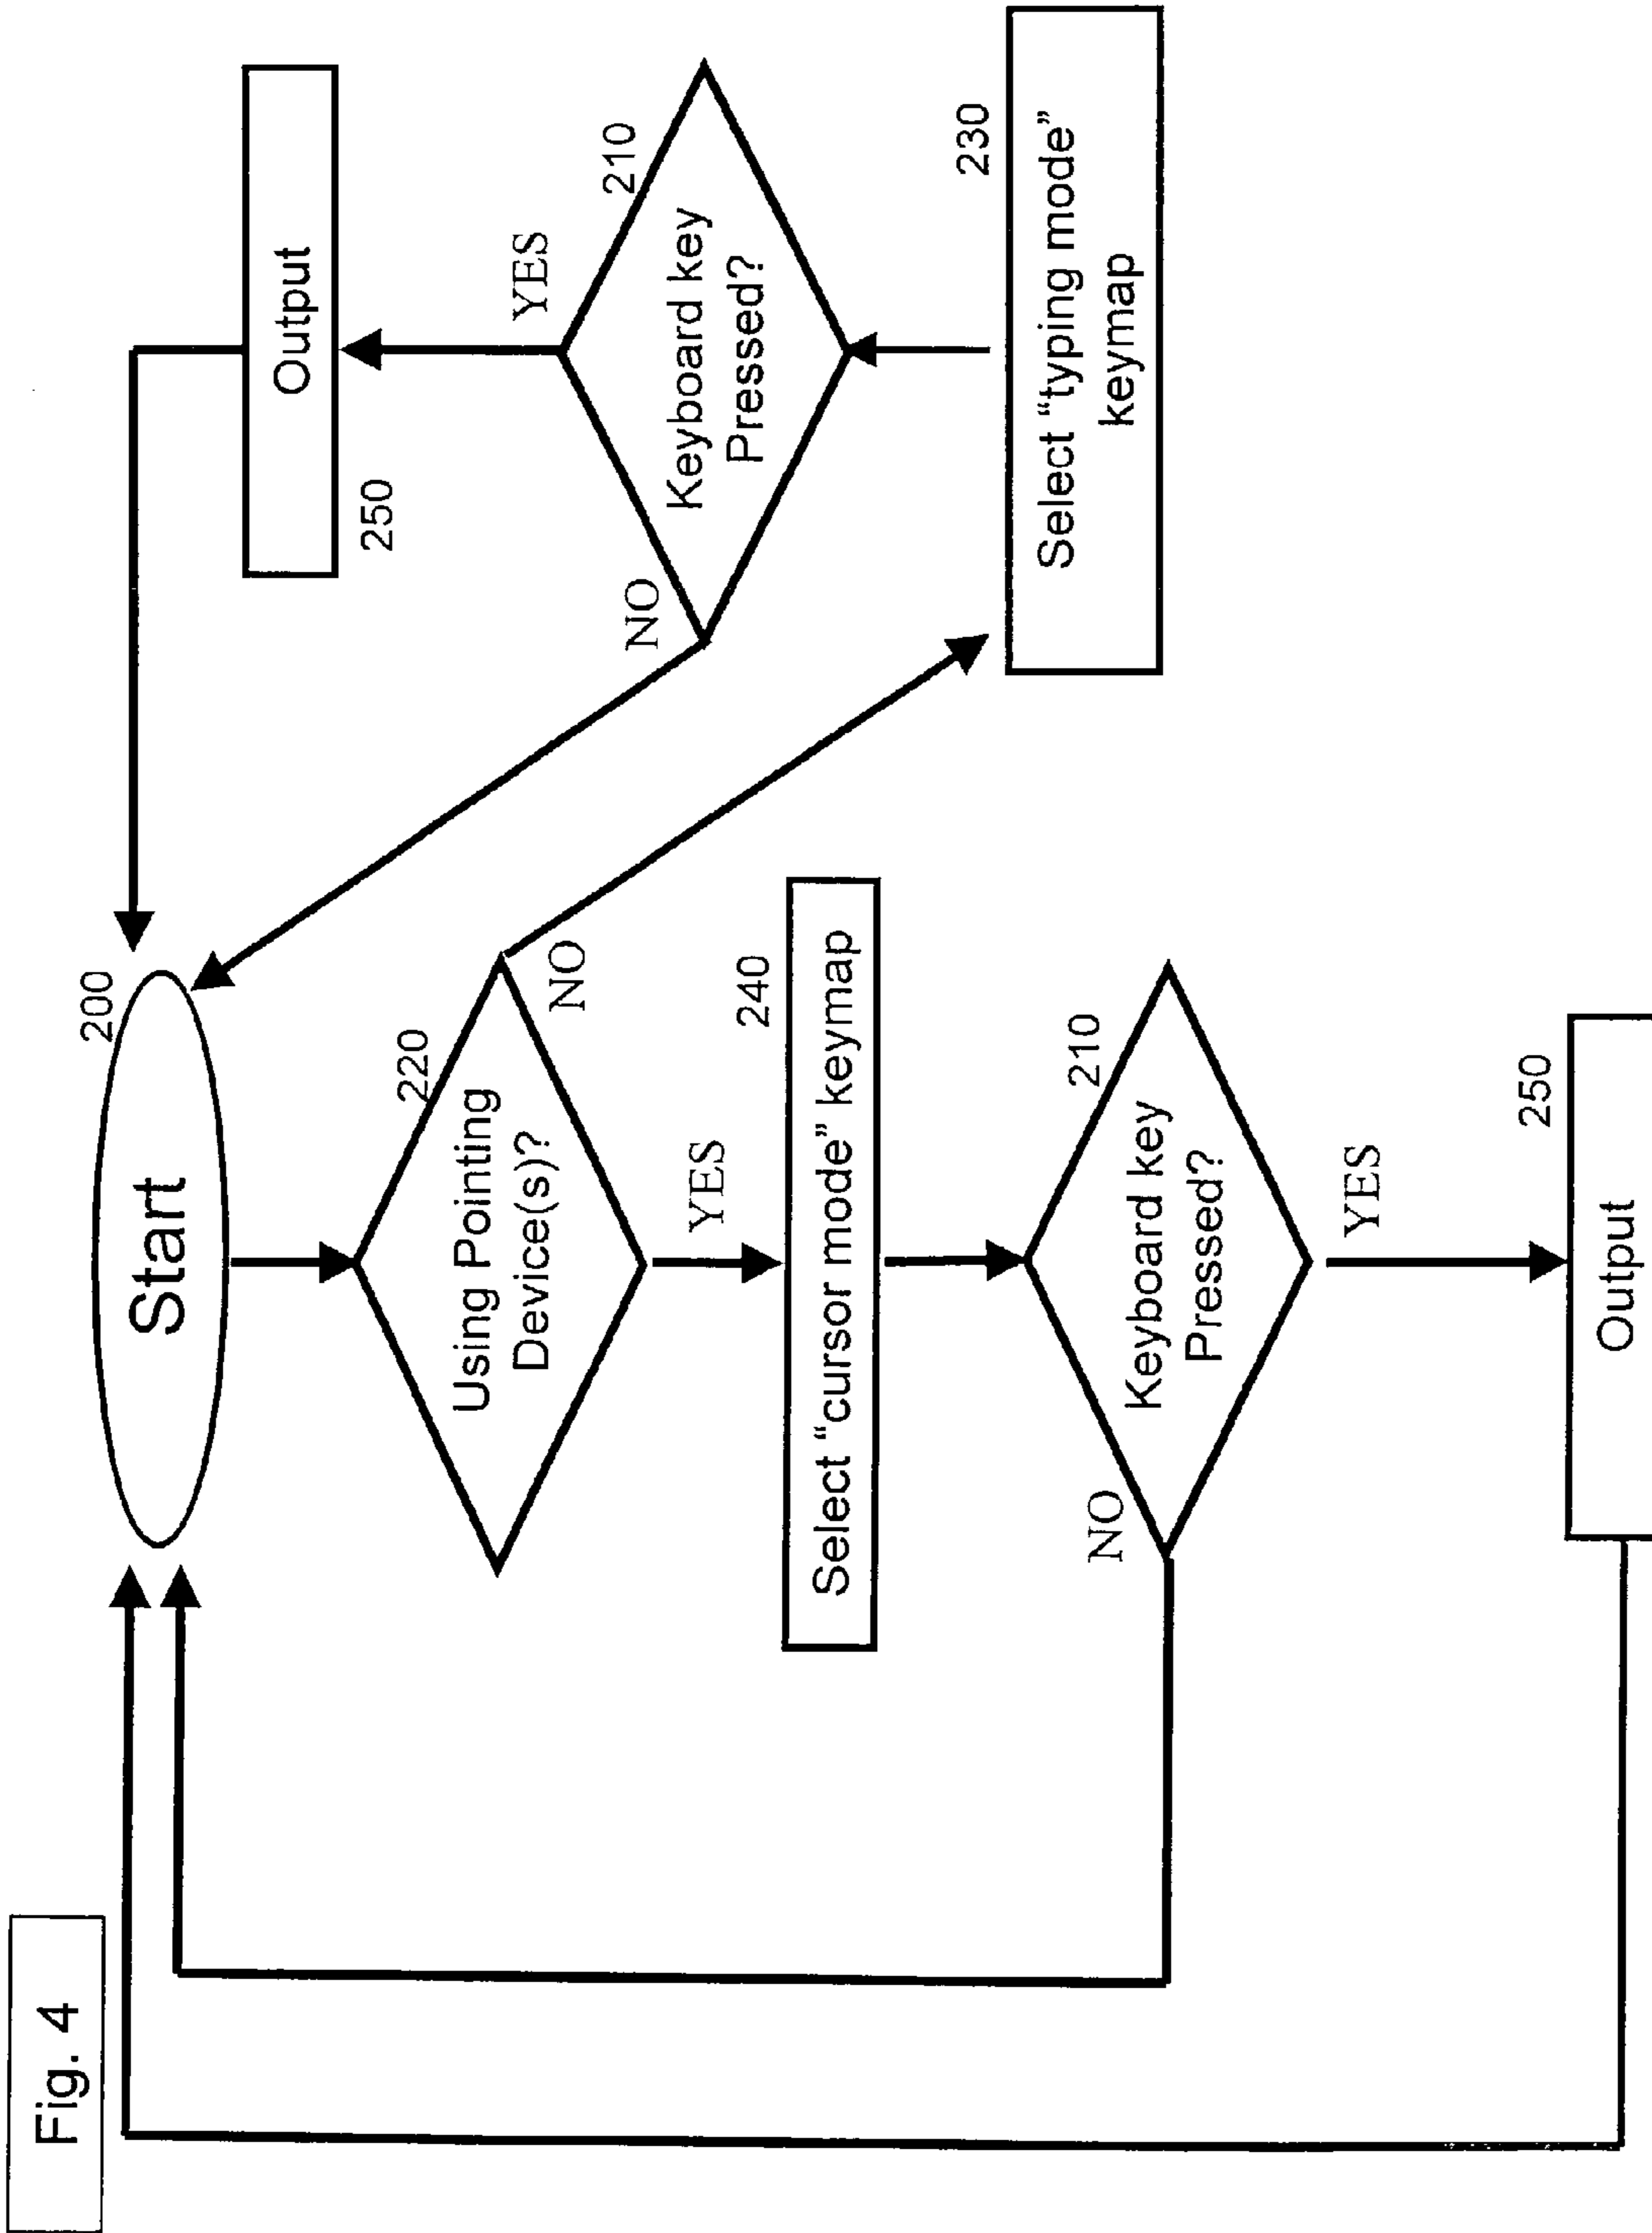 Fig. 4
200
Start
220
Using Pointing
Device(s)?
NO
YES
240
Select “cursor mode” keymap
210
Keyboard key
Pressed?
NO
YES
250
Output
Output
250
YES
210
Keyboard key
Pressed?
NO
230
Select “typing mode”
keymap